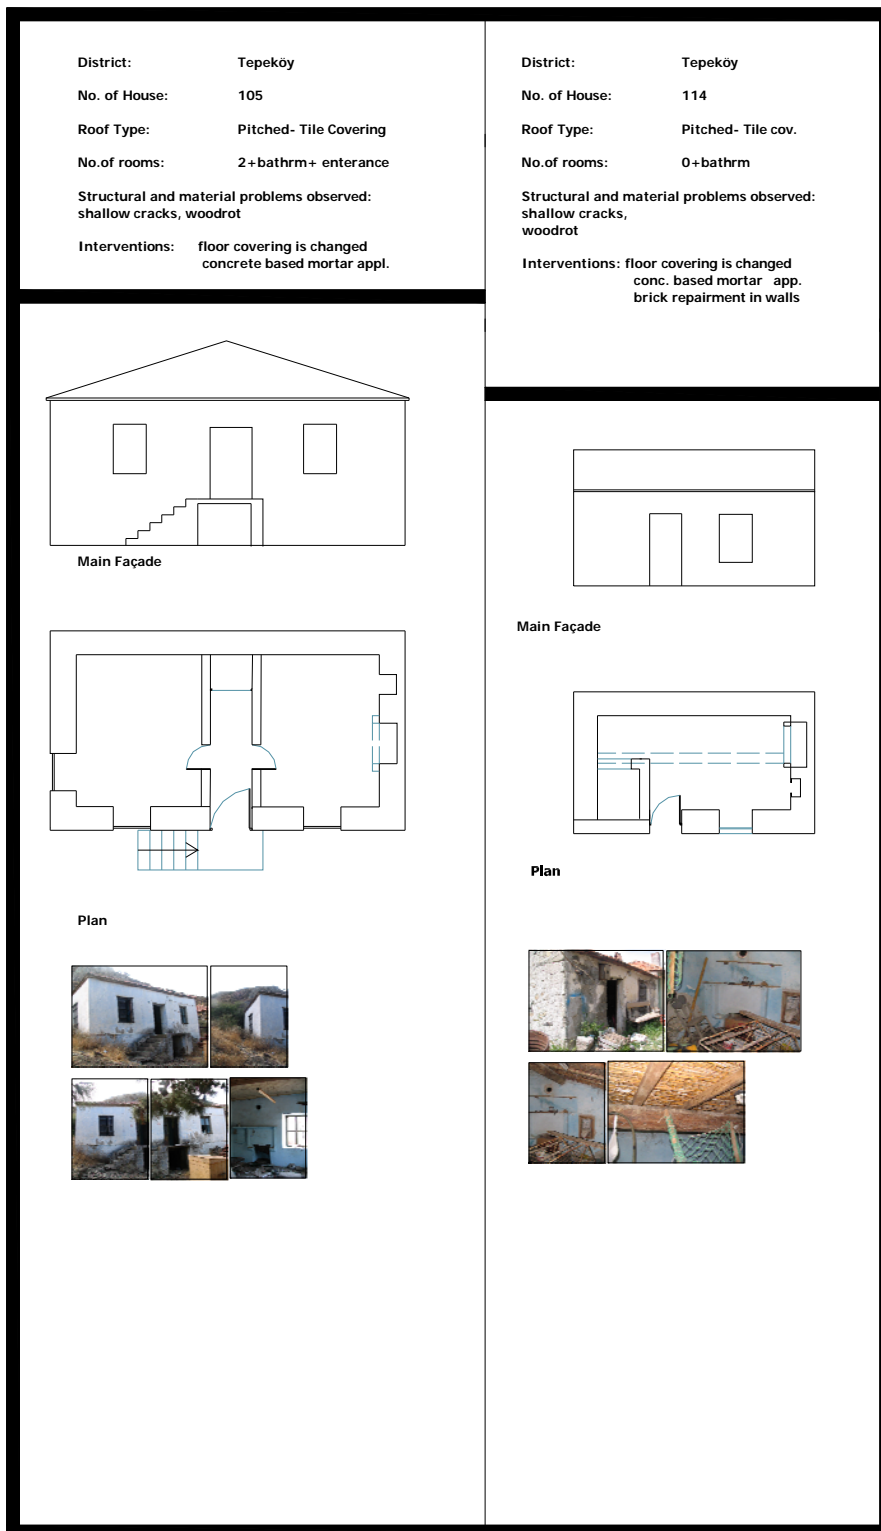 District: Tepeköy
No. of House: 105
Roof Type: Pitched- Tile Covering
No.of rooms: 2+bathrm+ enterance
Structural and material problems observed:
shallow cracks, woodrot
Interventions: floor covering is changed
concrete based mortar appl.
Main Façade
Plan
District: Tepeköy
No. of House: 114
Roof Type: Pitched- Tile cov.
No.of rooms: 0+bathrm
Structural and material problems observed:
shallow cracks,
woodrot
Interventions: floor covering is changed
conc. based mortar app.
brick repairment in walls
Main Façade
Plan